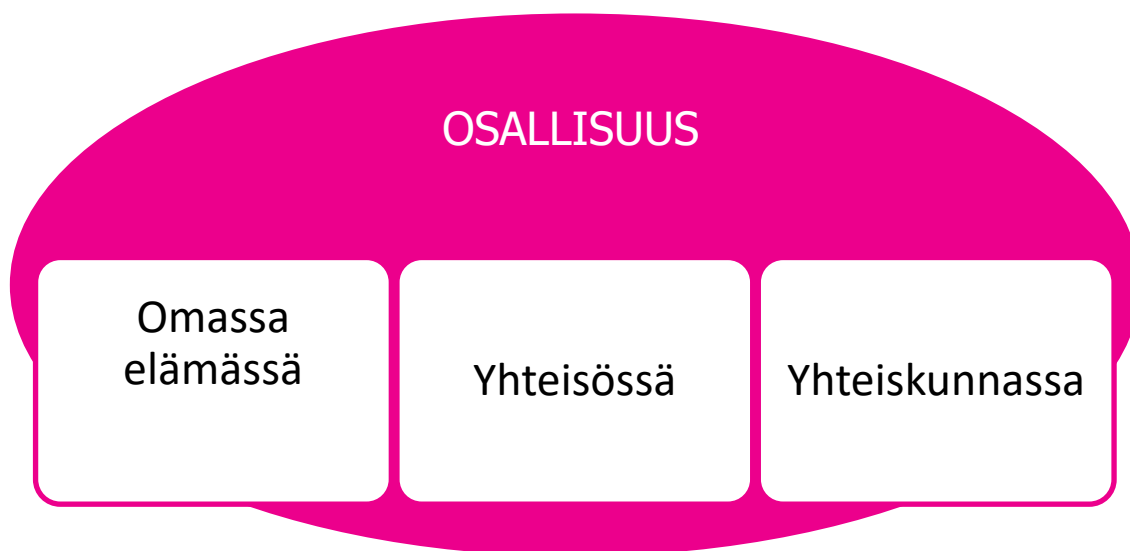 OSALLISUUS
Omassa
elämässä
Yhteisössä
Yhteiskunnassa